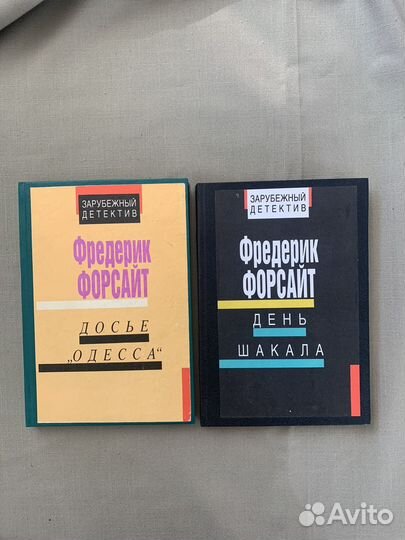 ЗАРУБЕЖНЫЙ
ДЕТЕКТИВ
Фредерик
ФОРСАЙТ
ДОСЬЕ
„ОДЕССА“
ЗАРУБЕЖНЫЙ
ДЕТЕКТИВ
Фредерик
ФОРСАЙТ
ДЕНЬ
ШАКАЛА
Avito